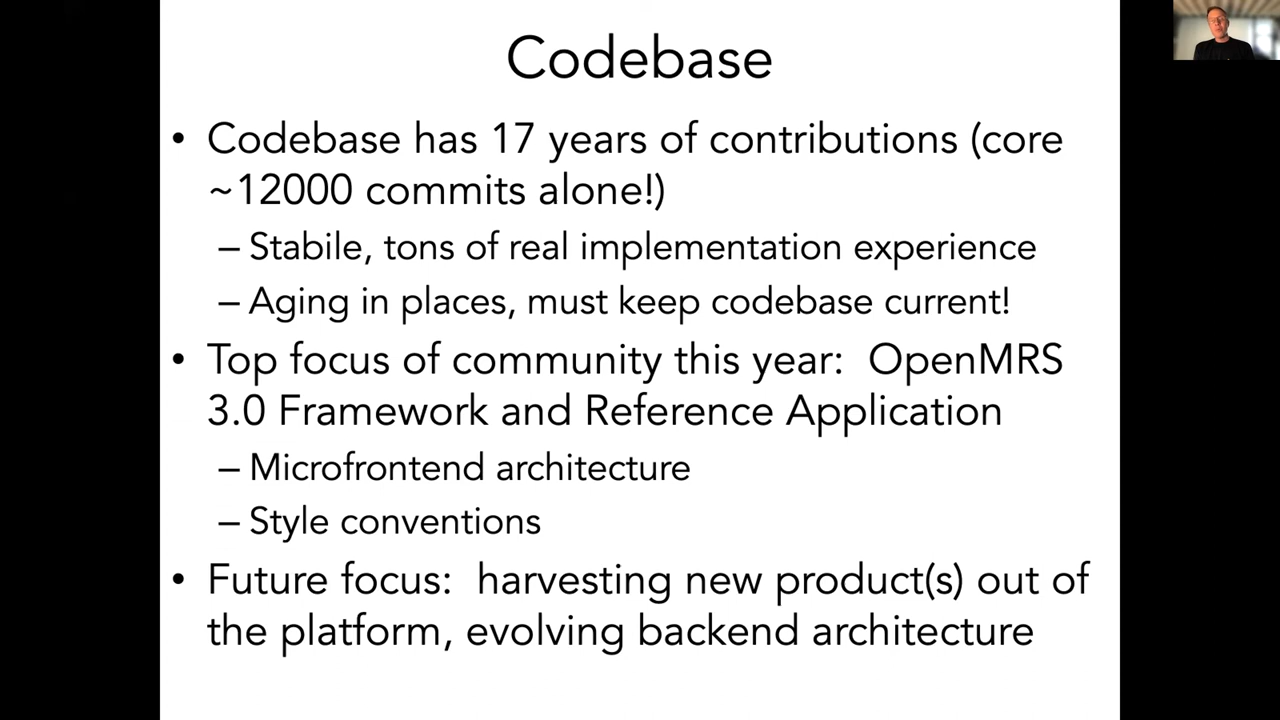 Codebase
• Codebase has 17 years of contributions (core
~12000 commits alone!)
– Stabile, tons of real implementation experience
– Aging in places, must keep codebase current!
• Top focus of community this year:  OpenMRS
3.0 Framework and Reference Application
– Microfrontend architecture
– Style conventions
• Future focus:  harvesting new product(s) out of
the platform, evolving backend architecture